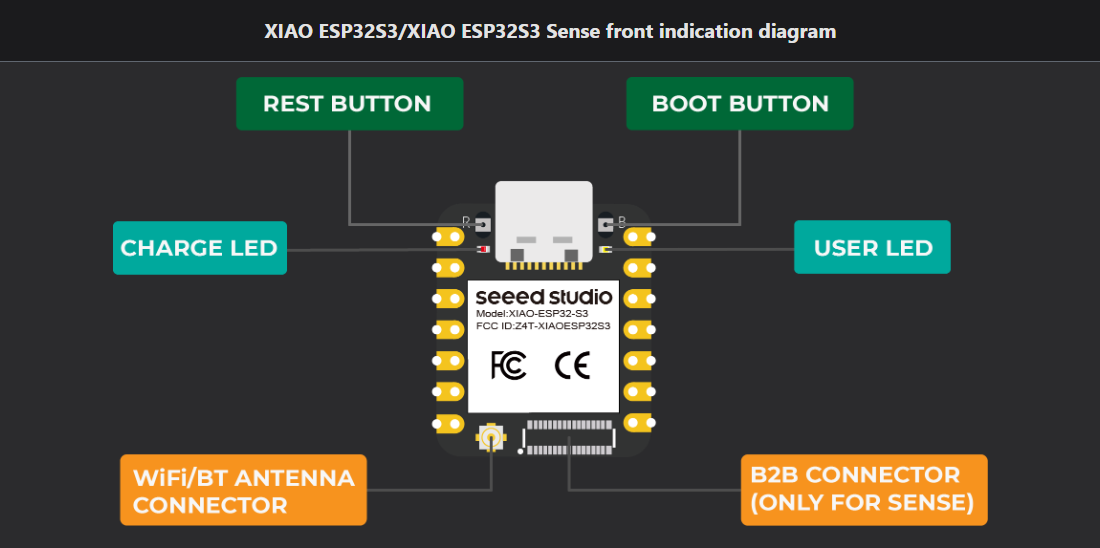 XIAO ESP32S3/XIAO ESP32S3 Sense front indication diagram
REST BUTTON
BOOT BUTTON
R
B
CHARGE LED
USER LED
seeed studio
Model:XIAO-ESP32-S3
FCC ID:Z4T-XIAOESP32S3
FC CE
WiFi/BT ANTENNA
CONNECTOR
B2B CONNECTOR
(ONLY FOR SENSE)